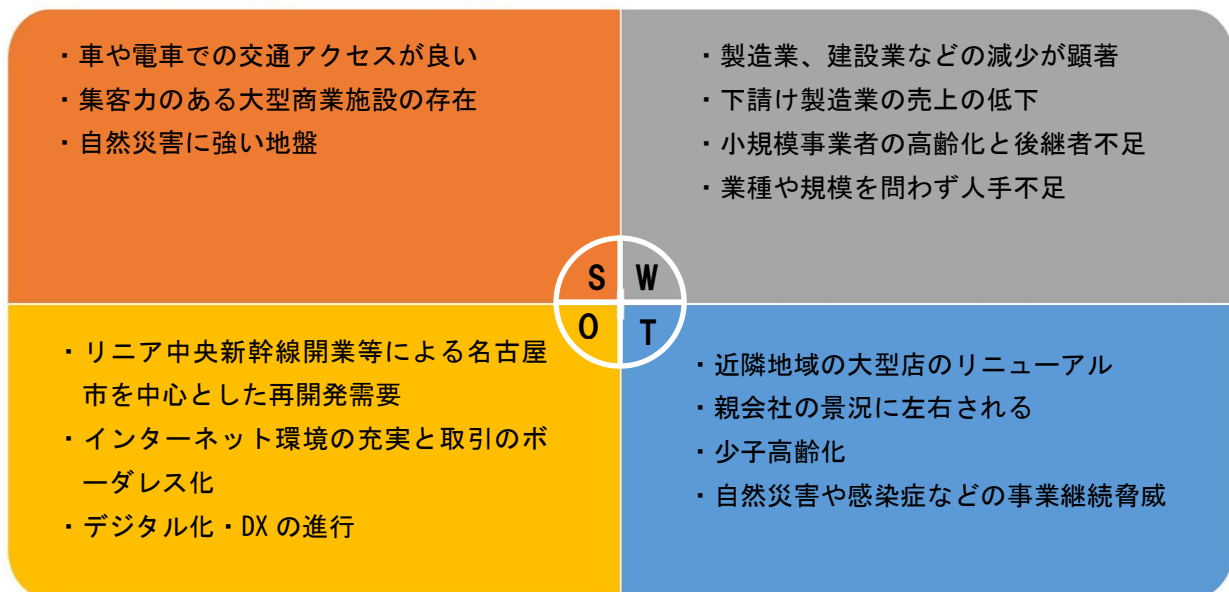 ・車や電車での交通アクセスが良い
・集客力のある大型商業施設の存在
・自然災害に強い地盤
・製造業、建設業などの減少が顕著
・下請け製造業の売上の低下
・小規模事業者の高齢化と後継者不足
・業種や規模を問わず人手不足
S W
O T
・リニア中央新幹線開業等による名古屋
市を中心とした再開発需要
・インターネット環境の充実と取引のボ
ーダレス化
・デジタル化・DX の進行
・近隣地域の大型店のリニューアル
・親会社の景況に左右される
・少子高齢化
・自然災害や感染症などの事業継続脅威